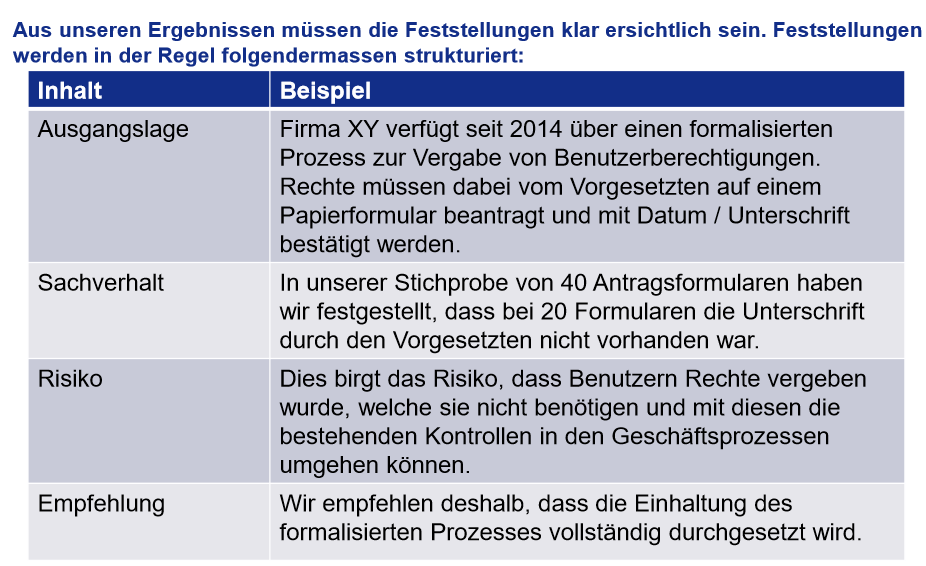 Aus unseren Ergebnissen müssen die Feststellungen klar ersichtlich sein. Feststellungen
werden in der Regel folgendermassen strukturiert:
Inhalt
Beispiel
Ausgangslage
Firma XY verfügt seit 2014 über einen formalisierten
Prozess zur Vergabe von Benutzerberechtigungen.
Rechte müssen dabei vom Vorgesetzten auf einem
Papierformular beantragt und mit Datum / Unterschrift
bestätigt werden.
Sachverhalt
In unserer Stichprobe von 40 Antragsformularen haben
wir festgestellt, dass bei 20 Formularen die Unterschrift
durch den Vorgesetzten nicht vorhanden war.
Risiko
Dies birgt das Risiko, dass Benutzern Rechte vergeben
wurde, welche sie nicht benötigen und mit diesen die
bestehenden Kontrollen in den Geschäftsprozessen
umgehen können.
Empfehlung
Wir empfehlen deshalb, dass die Einhaltung des
formalisierten Prozesses vollständig durchgesetzt wird.